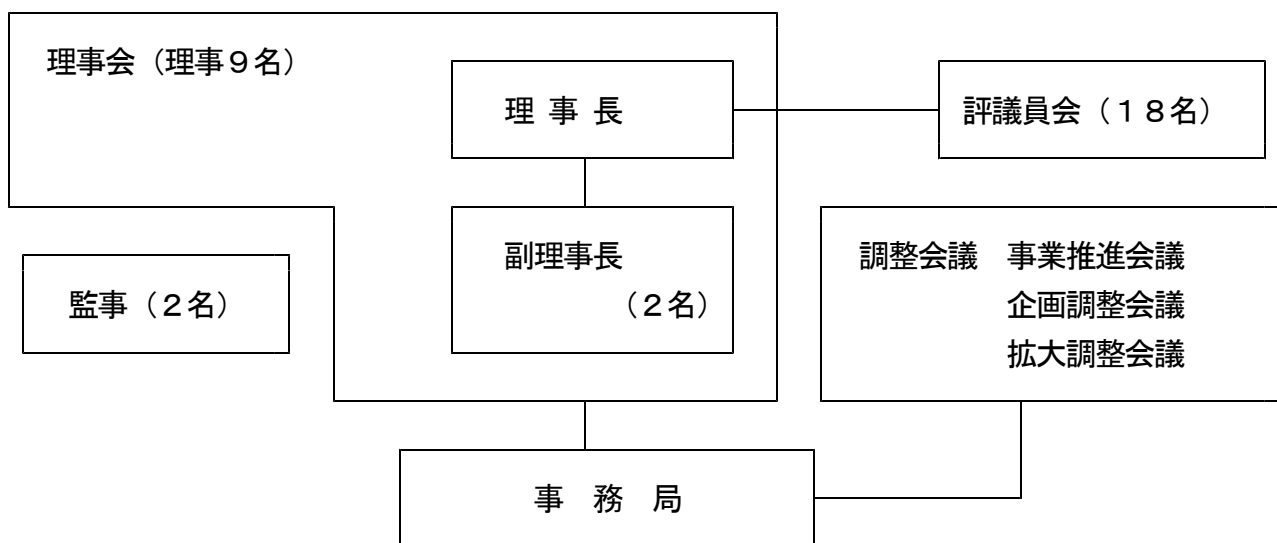 理事会（理事９名）
理 事 長
評議員会（１８名）
副理事長
（２名）
監事（２名）
調整会議　事業推進会議
企画調整会議
拡大調整会議
事　務　局